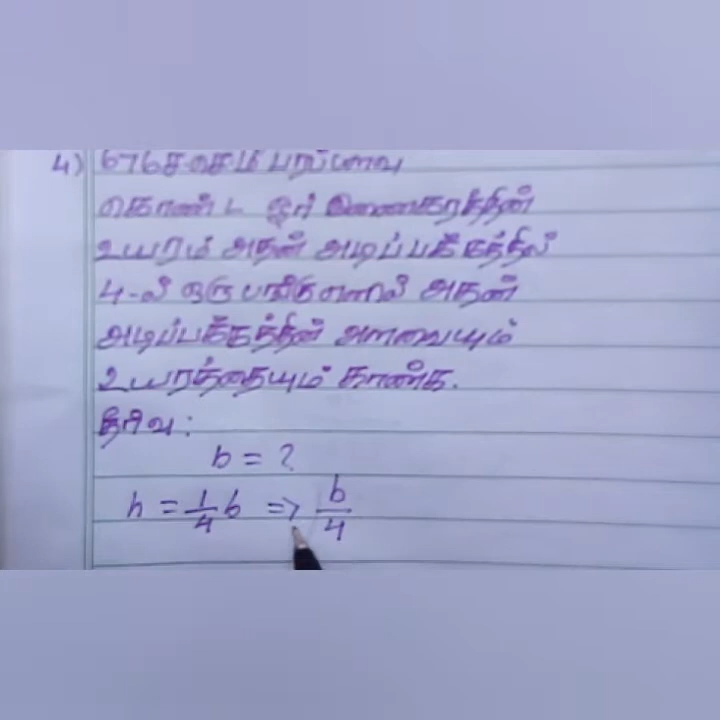 4) 676 ச.செ.மீ பரப்பளவு
கொண்ட ஓர் இணைகரத்தின்
உயரம் அதன் அடிப்பக்கத்தில்
4-ல் ஒரு பங்கு எனில் அதன்
அடிப்பக்கத்தின் அளவையும்
உயரத்தையும் காண்க.
தீர்வு:
b = ?
h = 1/4 b => b/4